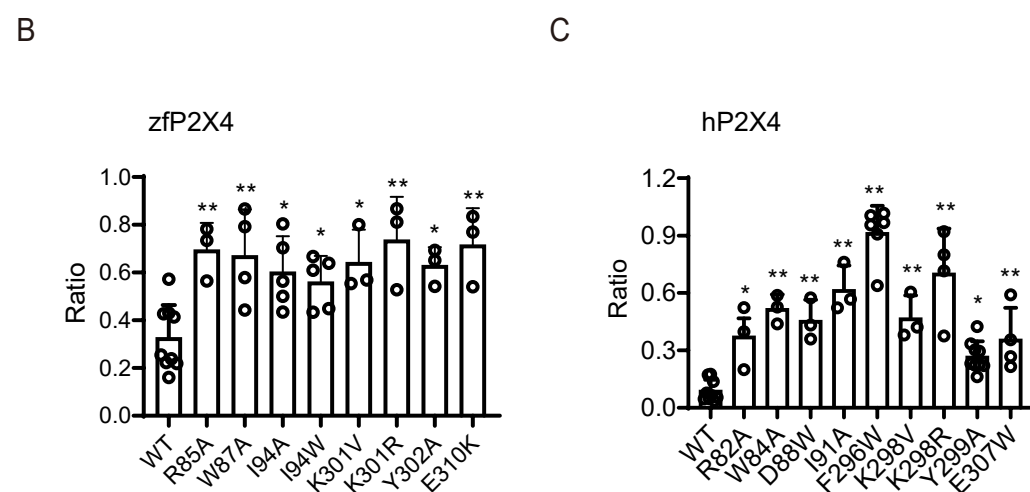 B
zfP2X4
Ratio
1.0
0.8
0.6
0.4
0.2
0.0
** ** * * * ** * **
WT R85A W87A I94A I94W K301V K301R Y302A E310K
C
hP2X4
Ratio
1.2
0.9
0.6
0.3
0.0
* ** ** ** ** ** ** * **
WT R82A W84A D88W I91A F296W K298V K298R Y299A E307W